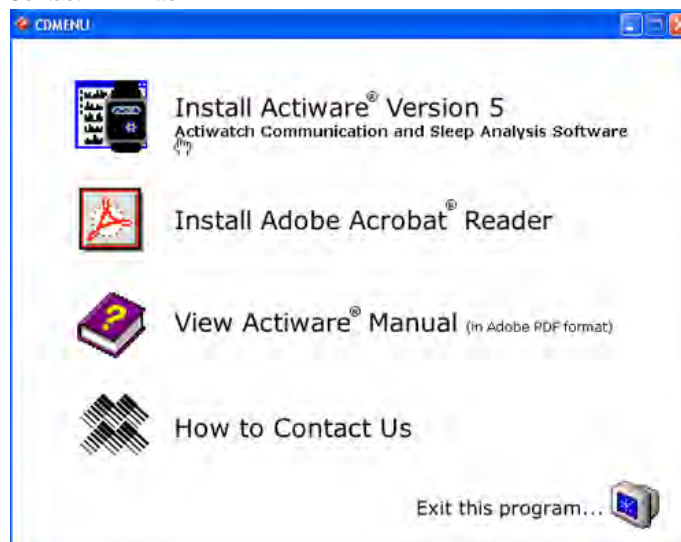 CDMENU
Install Actiware® Version 5
Actiwatch Communication and Sleep Analysis Software
Install Adobe Acrobat® Reader
View Actiware® Manual (in Adobe PDF format)
How to Contact Us
Exit this program...